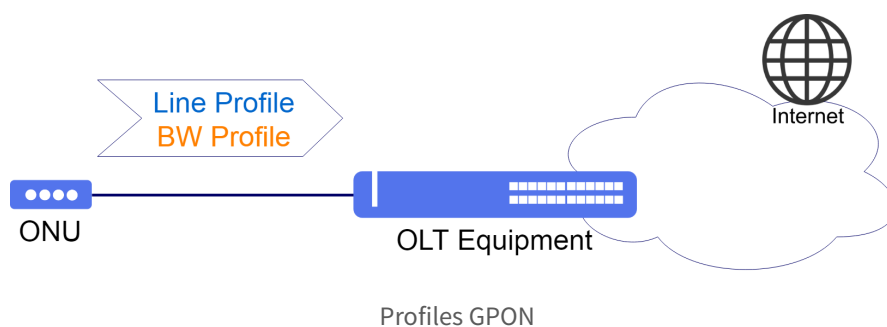 Internet
Line Profile
BW Profile
ONU
OLT Equipment
Profiles GPON